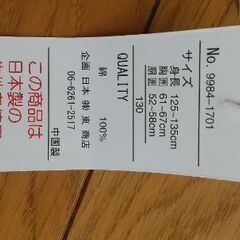 No. 9984-1701
サイズ
身長 125~135cm
胸囲 61~67cm
胴囲 52~58cm
130
QUALITY
綿 100%
企画 日本 ㈱ 東 商店
06-6261-2517
中国製
この商品は
日本製の